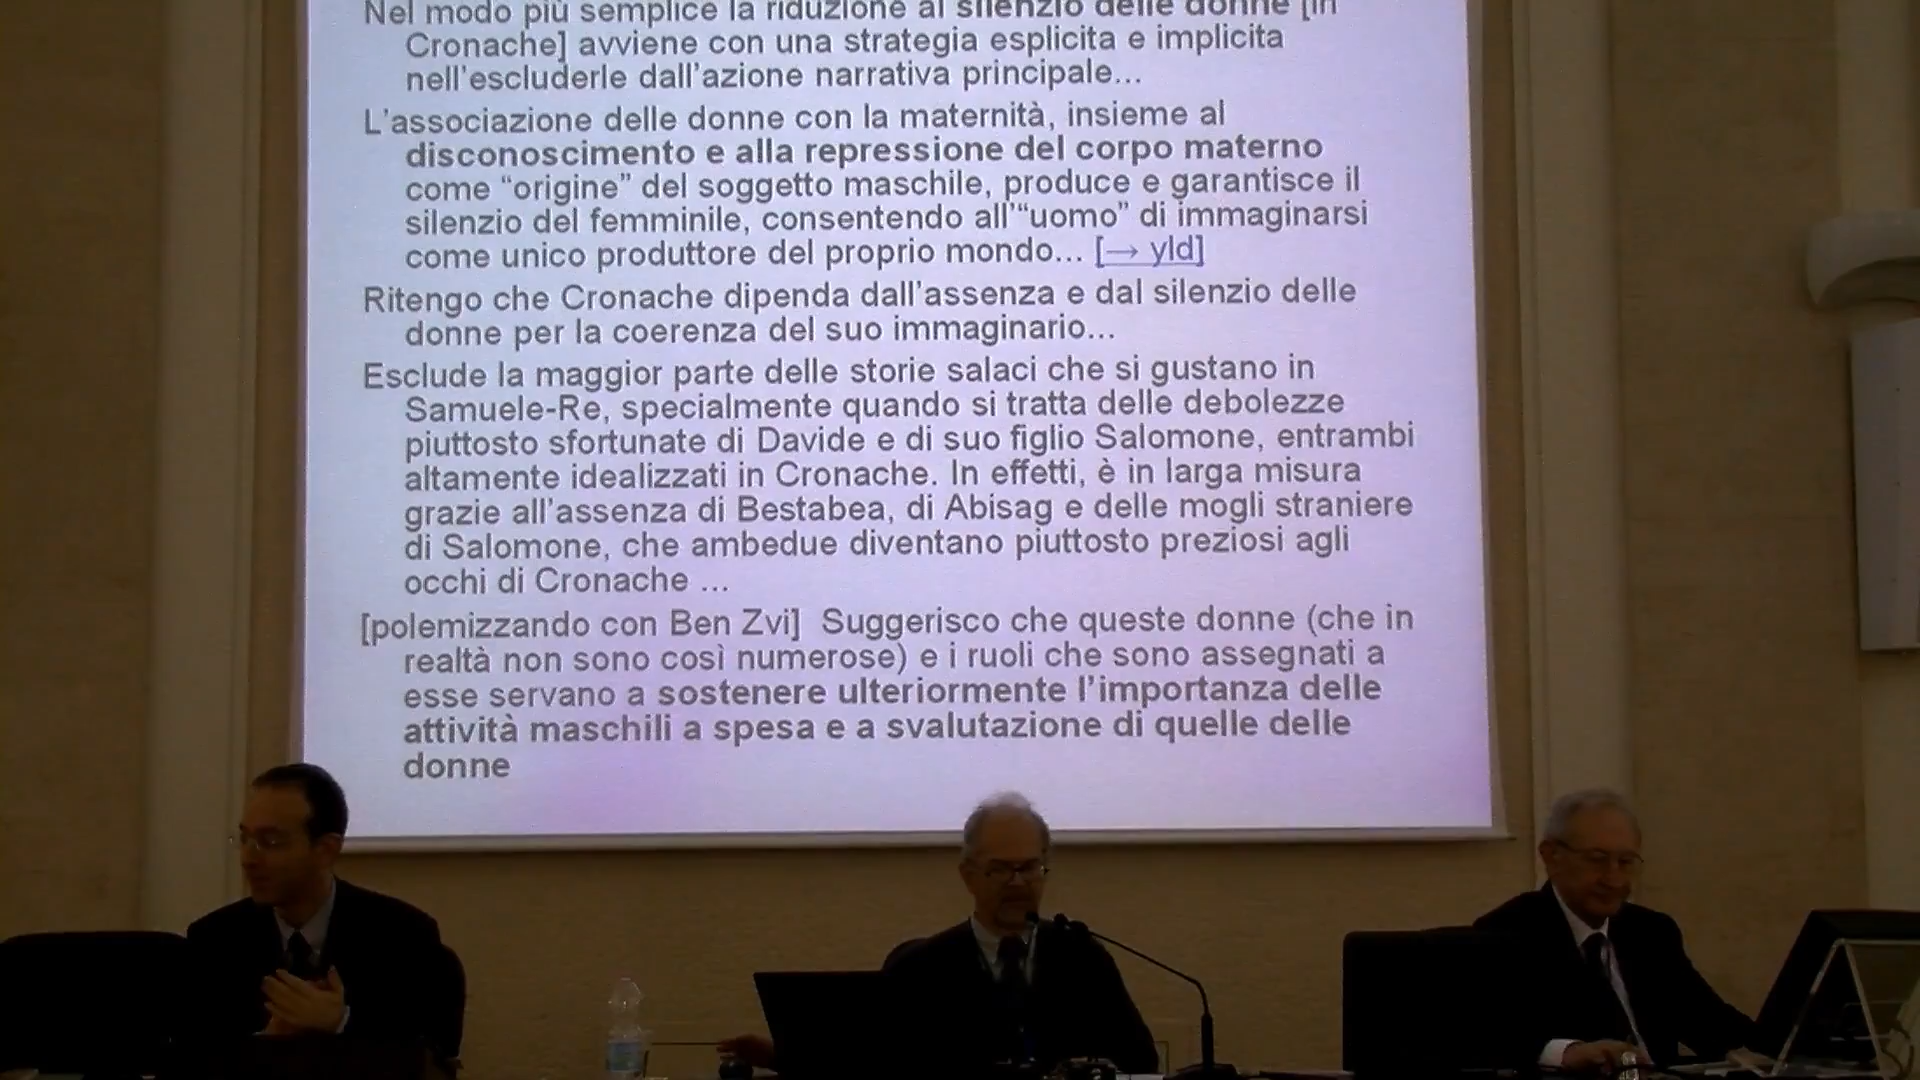 Nel modo più semplice la riduzione al silenzio delle donne [in
Cronache] avviene con una strategia esplicita e implicita
nell'escluderle dall'azione narrativa principale…
L'associazione delle donne con la maternità, insieme al
disconoscimento e alla repressione del corpo materno
come “origine” del soggetto maschile, produce e garantisce il
silenzio del femminile, consentendo all'“uomo” di immaginarsi
come unico produttore del proprio mondo… [→ yld]
Ritengo che Cronache dipenda dall'assenza e dal silenzio delle
donne per la coerenza del suo immaginario…
Esclude la maggior parte delle storie salaci che si gustano in
Samuele-Re, specialmente quando si tratta delle debolezze
piuttosto sfortunate di Davide e di suo figlio Salomone, entrambi
altamente idealizzati in Cronache. In effetti, è in larga misura
grazie all'assenza di Bestabea, di Abisag e delle mogli straniere
di Salomone, che ambedue diventano piuttosto preziosi agli
occhi di Cronache …
[polemizzando con Ben Zvi] Suggerisco che queste donne (che in
realtà non sono così numerose) e i ruoli che sono assegnati a
esse servano a sostenere ulteriormente l'importanza delle
attività maschili a spesa e a svalutazione di quelle delle
donne